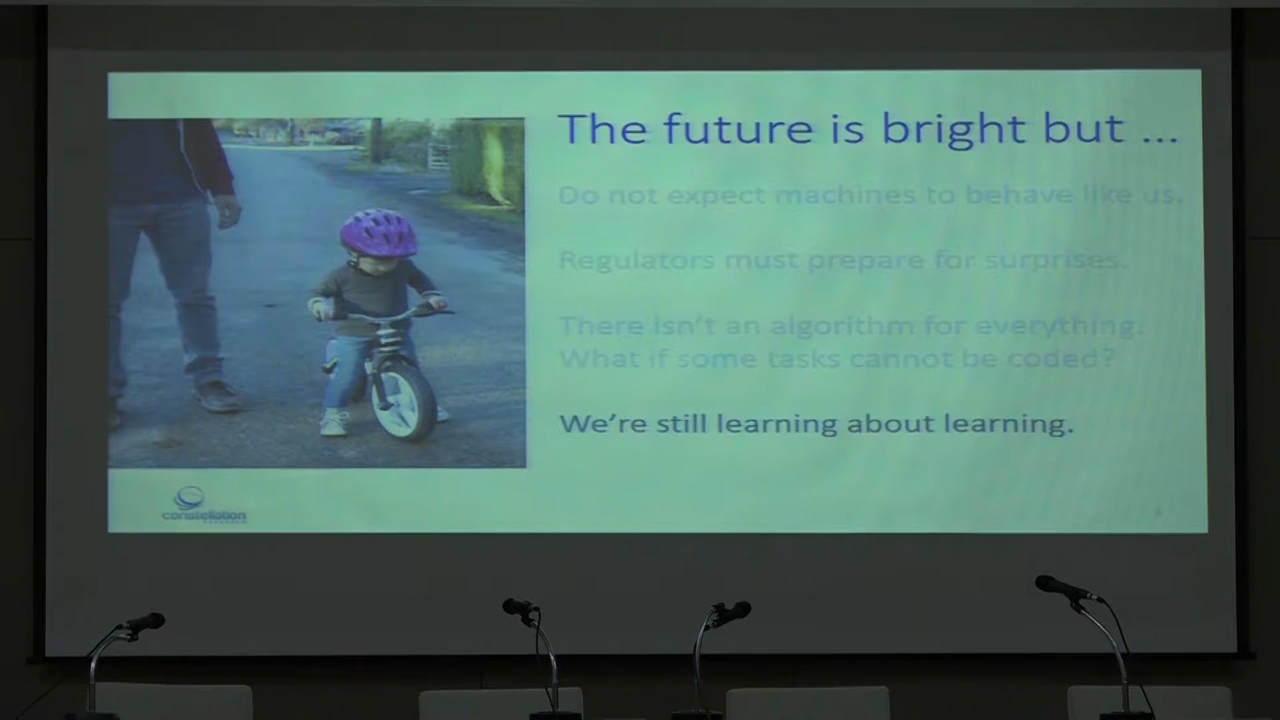 The future is bright but ...
Do not expect machines to behave like us.
Regulators must prepare for surprises.
There isn't an algorithm for everything.
What if some tasks cannot be coded?
We're still learning about learning.
constellation